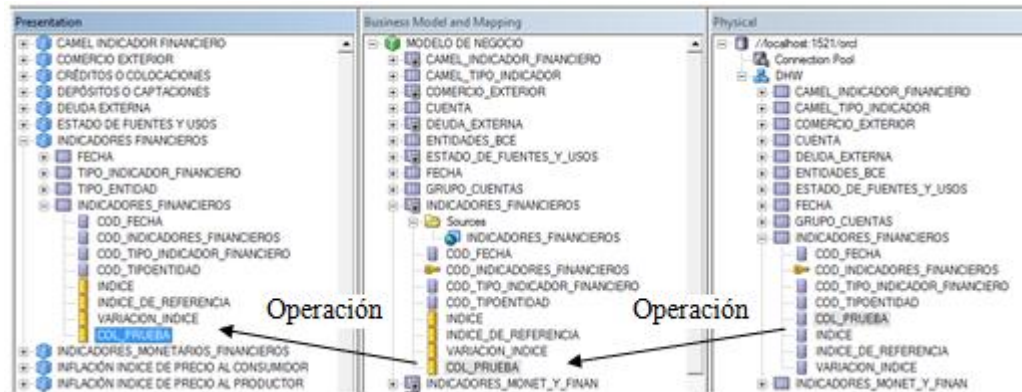 Presentation
CAMEL INDICADOR FINANCIERO
COMERCIO EXTERIOR
CRÉDITOS O COLOCACIONES
DEPÓSITOS O CAPTACIONES
DEUDA EXTERNA
ESTADO DE FUENTES Y USOS
INDICADORES FINANCIEROS
FECHA
TIPO_INDICADOR_FINANCIERO
TIPO_ENTIDAD
INDICADORES_FINANCIEROS
COD_FECHA
COD_INDICADORES_FINANCIEROS
COD_TIPO_INDICADOR_FINANCIERO
COD_TIPOENTIDAD
INDICE
INDICE_DE_REFERENCIA
VARIACION_INDICE
COL_PRUEBA
INDICADORES_MONETARIOS_FINANCIEROS
INFLACIÓN INDICE DE PRECIO AL CONSUMIDOR
INFLACIÓN INDICE DE PRECIO AL PRODUCTOR
Operación
Business Model and Mapping
MODELO DE NEGOCIO
CAMEL_INDICADOR_FINANCIERO
CAMEL_TIPO_INDICADOR
COMERCIO_EXTERIOR
CUENTA
DEUDA_EXTERNA
ENTIDADES_BCE
ESTADO_DE_FUENTES_Y_USOS
FECHA
GRUPO_CUENTAS
INDICADORES_FINANCIEROS
Sources
INDICADORES_FINANCIEROS
COD_FECHA
COD_INDICADORES_FINANCIEROS
COD_TIPO_INDICADOR_FINANCIERO
COD_TIPOENTIDAD
INDICE
INDICE_DE_REFERENCIA
VARIACION_INDICE
COL_PRUEBA
INDICADORES_MONET_Y_FINAN
Operación
Physical
//localhost:1521/orcl
Connection Pool
DHW
CAMEL_INDICADOR_FINANCIERO
CAMEL_TIPO_INDICADOR
COMERCIO_EXTERIOR
CUENTA
DEUDA_EXTERNA
ENTIDADES_BCE
ESTADO_DE_FUENTES_Y_USOS
FECHA
GRUPO_CUENTAS
INDICADORES_FINANCIEROS
COD_FECHA
COD_INDICADORES_FINANCIEROS
COD_TIPO_INDICADOR_FINANCIERO
COD_TIPOENTIDAD
COL_PRUEBA
INDICE
INDICE_DE_REFERENCIA
VARIACION_INDICE
INDICADORES_MONET_Y_FINAN